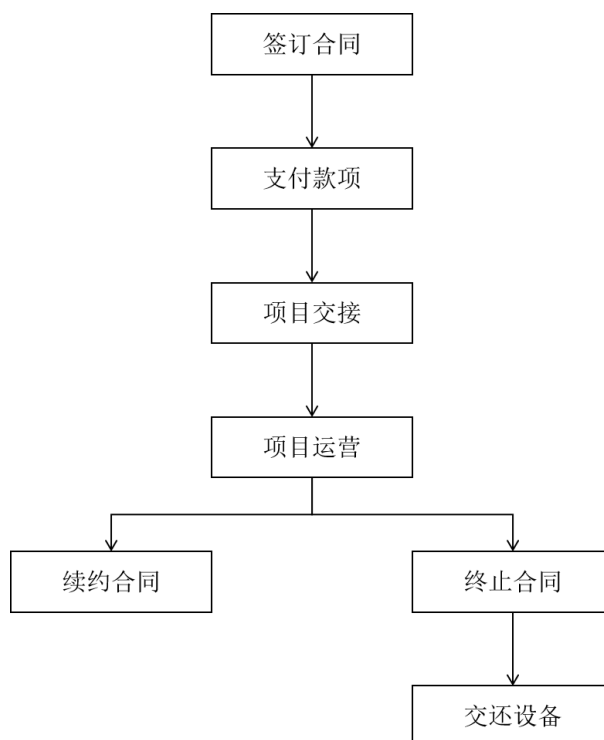 签订合同
支付款项
项目交接
项目运营
续约合同
终止合同
交还设备